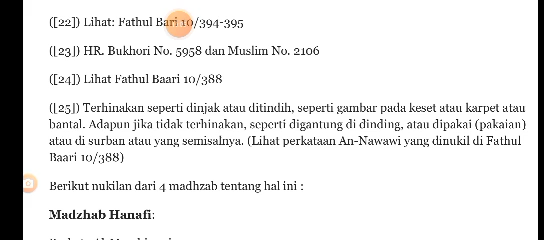 ([22]) Lihat: Fathul Bari 10/394-395
([23]) HR. Bukhori No. 5958 dan Muslim No. 2106
([24]) Lihat Fathul Baari 10/388
([25]) Terhinakan seperti dinjak atau ditindih, seperti gambar pada keset atau karpet atau
bantal. Adapun jika tidak terhinakan, seperti digantung di dinding, atau dipakai (pakaian)
atau di surban atau yang semisalnya. (Lihat perkataan An-Nawawi yang dinukil di Fathul
Baari 10/388)
Berikut nukilan dari 4 madhzab tentang hal ini :
Madzhab Hanafi: